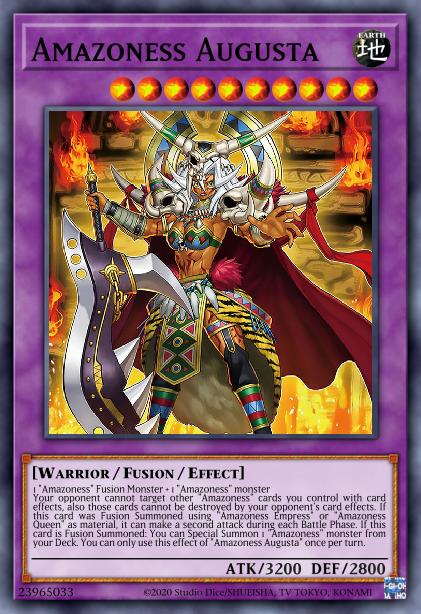 Amazoness Augusta
EARTH
地
[Warrior / Fusion / Effect]
1 "Amazoness" Fusion Monster + 1 "Amazoness" monster
Your opponent cannot target other "Amazoness" cards you control with card
effects, also those cards cannot be destroyed by your opponent's card effects. If
this card was Fusion Summoned using "Amazoness Empress" or "Amazoness
Queen" as material, it can make a second attack during each Battle Phase. If this
card is Fusion Summoned: You can Special Summon 1 "Amazoness" monster from
your Deck. You can only use this effect of "Amazoness Augusta" once per turn.
ATK/3200 DEF/2800
23965033
©2020 Studio Dice/SHUEISHA, TV TOKYO, KONAMI